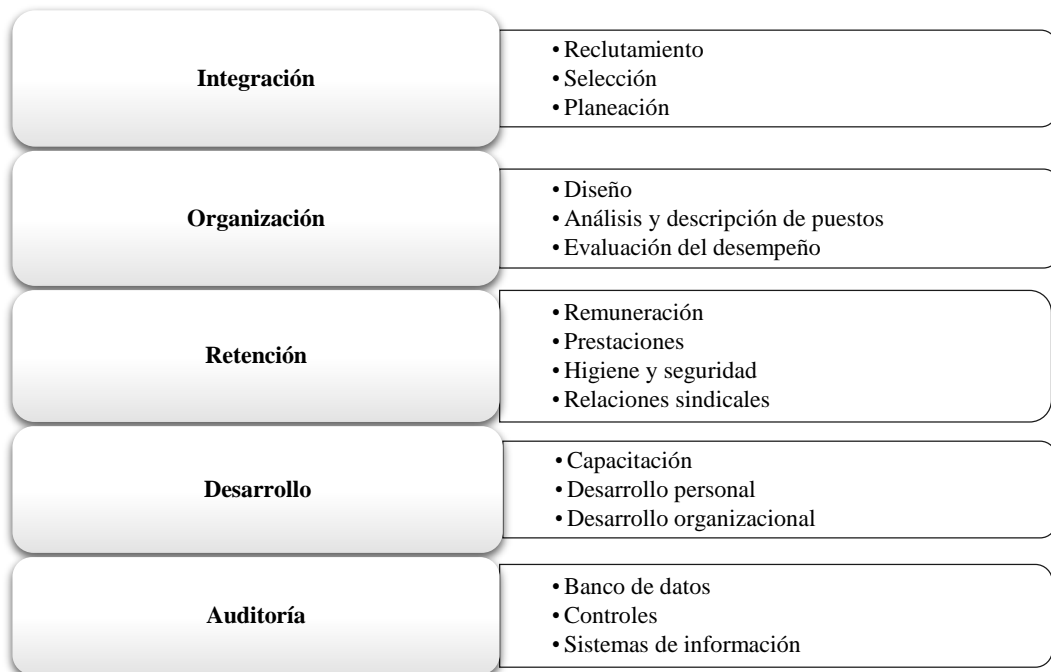 Integración
• Reclutamiento
• Selección
• Planeación
Organización
• Diseño
• Análisis y descripción de puestos
• Evaluación del desempeño
Retención
• Remuneración
• Prestaciones
• Higiene y seguridad
• Relaciones sindicales
Desarrollo
• Capacitación
• Desarrollo personal
• Desarrollo organizacional
Auditoría
• Banco de datos
• Controles
• Sistemas de información